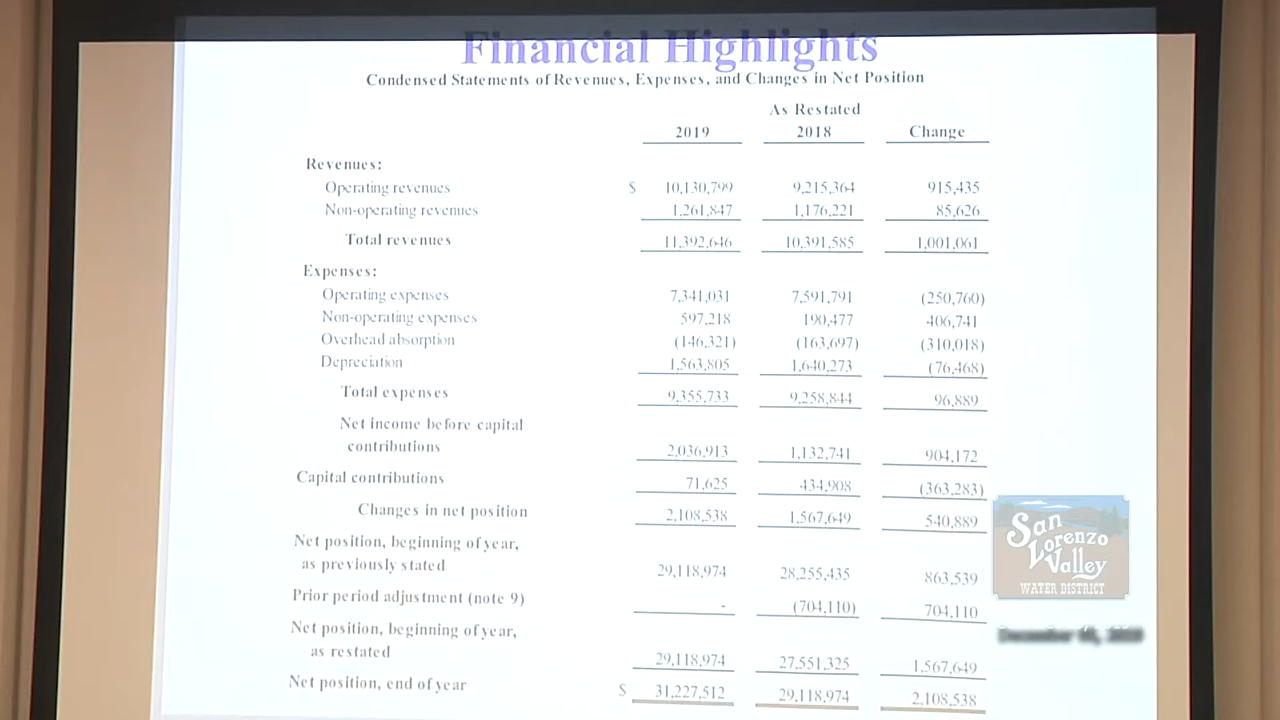 Financial Highlights
Condensed Statements of Revenues, Expenses, and Changes in Net Position
As Restated
2019 2018 Change
Revenues:
Operating revenues $ 10,130,799 9,215,364 915,435
Non-operating revenues 1,261,847 1,176,221 85,626
Total revenues 11,392,646 10,391,585 1,001,061
Expenses:
Operating expenses 7,341,031 7,591,791 (250,760)
Non-operating expenses 597,218 190,477 406,741
Overhead absorption (146,321) (163,697) (310,018)
Depreciation 1,563,805 1,640,273 (76,468)
Total expenses 9,355,733 9,258,844 96,889
Net income before capital
contributions 2,036,913 1,132,741 904,172
Capital contributions 71,625 434,908 (363,283)
Changes in net position 2,108,538 1,567,649 540,889
Net position, beginning of year,
as previously stated 29,118,974 28,255,435 863,539
Prior period adjustment (note 9) - (704,110) 704,110
Net position, beginning of year,
as restated 29,118,974 27,551,325 1,567,649
Net position, end of year $ 31,227,512 29,118,974 2,108,538
San
Lorenzo
Valley
WATER DISTRICT